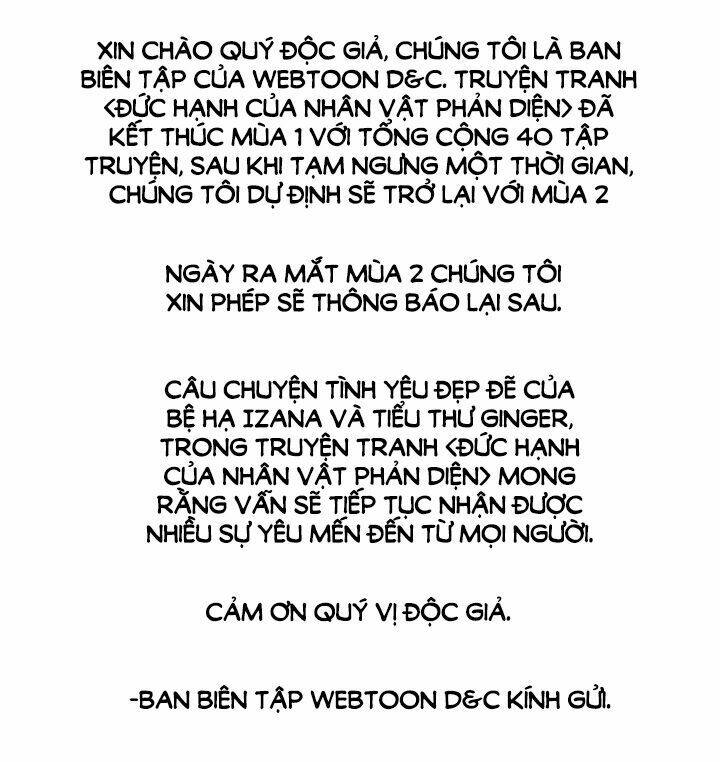 XIN CHÀO QUÝ ĐỘC GIẢ, CHÚNG TÔI LÀ BAN
BIÊN TẬP CỦA WEBTOON D&C. TRUYỆN TRANH
<ĐỨC HẠNH CỦA NHÂN VẬT PHẢN DIỆN> ĐÃ
KẾT THÚC MÙA 1 VỚI TỔNG CỘNG 40 TẬP
TRUYỆN, SAU KHI TẠM NGƯNG MỘT THỜI GIAN,
CHÚNG TÔI DỰ ĐỊNH SẼ TRỞ LẠI VỚI MÙA 2
NGÀY RA MẮT MÙA 2 CHÚNG TÔI
XIN PHÉP SẼ THÔNG BÁO LẠI SAU.
CÂU CHUYỆN TÌNH YÊU ĐẸP ĐẼ CỦA
BỆ HẠ IZANA VÀ TIỂU THƯ GINGER,
TRONG TRUYỆN TRANH <ĐỨC HẠNH
CỦA NHÂN VẬT PHẢN DIỆN> MONG
RẰNG VẪN SẼ TIẾP TỤC NHẬN ĐƯỢC
NHIỀU SỰ YÊU MẾN ĐẾN TỪ MỌI NGƯỜI.
CẢM ƠN QUÝ VỊ ĐỘC GIẢ.
-BAN BIÊN TẬP WEBTOON D&C KÍNH GỬI.